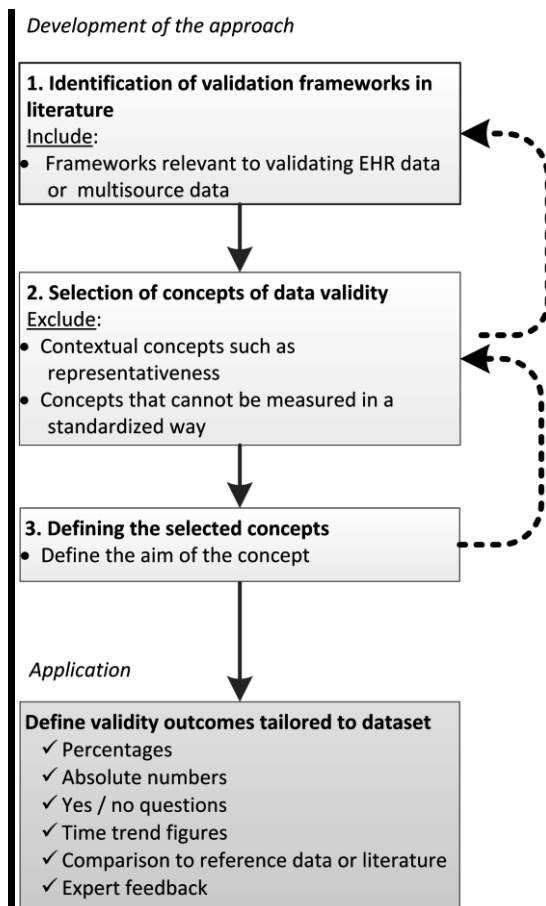 Development of the approach
1. Identification of validation frameworks in
literature
Include:
• Frameworks relevant to validating EHR data
or multisource data
2. Selection of concepts of data validity
Exclude:
• Contextual concepts such as
representativeness
• Concepts that cannot be measured in a
standardized way
3. Defining the selected concepts
• Define the aim of the concept
Application
Define validity outcomes tailored to dataset
✓ Percentages
✓ Absolute numbers
✓ Yes / no questions
✓ Time trend figures
✓ Comparison to reference data or literature
✓ Expert feedback